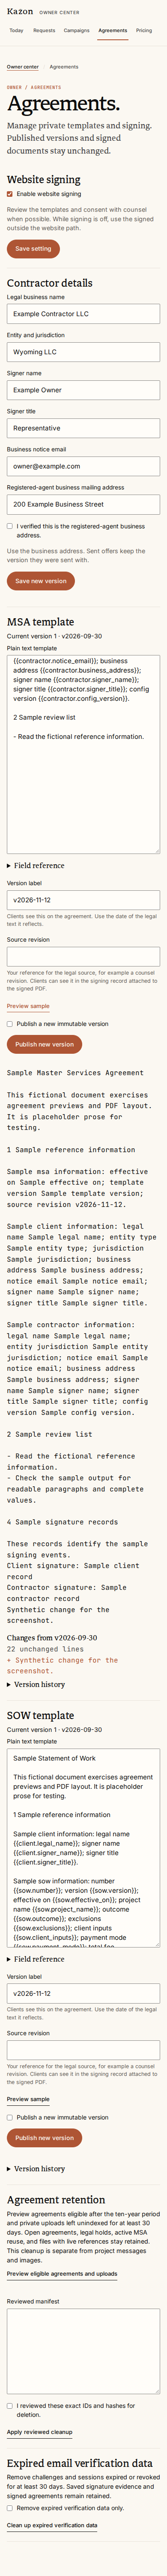 Kazon OWNER CENTER
Today Requests Campaigns Agreements Pricing
Owner center Agreements
OWNER / AGREEMENTS
Agreements.
Manage private templates and signing.
Published versions and signed
documents stay unchanged.
Website signing
Enable website signing
Review the templates and consent with counsel
when possible. While signing is off, use the signed
outside the website path.
Save setting
Contractor details
Legal business name
Example Contractor LLC
Entity and jurisdiction
Wyoming LLC
Signer name
Example Owner
Signer title
Representative
Business notice email
owner@example.com
Registered-agent business mailing address
200 Example Business Street
I verified this is the registered-agent business
address.
Use the business address. Sent offers keep the
version they were sent with.
Save new version
MSA template
Current version 1 · v2026-09-30
Plain text template
{{contractor.notice_email}}; business
address {{contractor.business_address}};
signer name {{contractor.signer_name}};
signer title {{contractor.signer_title}}; config
version {{contractor.config_version}}.
2 Sample review list
- Read the fictional reference information.
Field reference
Version label
v2026-11-12
Clients see this on the agreement. Use the date of the legal
text it reflects.
Source revision
Your reference for the legal source, for example a counsel
revision. Clients can see it in the signing record attached to
the signed PDF.
Preview sample
Publish a new immutable version
Publish new version
Sample Master Services Agreement
This fictional document exercises
agreement previews and PDF layout.
It is placeholder prose for
testing.
1 Sample reference information
Sample msa information: effective
on Sample effective on; template
version Sample template version;
source revision v2026-11-12.
Sample client information: legal
name Sample legal name; entity type
Sample entity type; jurisdiction
Sample jurisdiction; business
address Sample business address;
notice email Sample notice email;
signer name Sample signer name;
signer title Sample signer title.
Sample contractor information:
legal name Sample legal name;
entity jurisdiction Sample entity
jurisdiction; notice email Sample
notice email; business address
Sample business address; signer
name Sample signer name; signer
title Sample signer title; config
version Sample config version.
2 Sample review list
- Read the fictional reference
information.
- Check the sample output for
readable paragraphs and complete
values.
4 Sample signature records
These records identify the sample
signing events.
Client signature: Sample client
record
Contractor signature: Sample
contractor record
Synthetic change for the
screenshot.
Changes from v2026-09-30
22 unchanged lines
+ Synthetic change for the
screenshot.
Version history
SOW template
Current version 1 · v2026-09-30
Plain text template
Sample Statement of Work
This fictional document exercises agreement
previews and PDF layout. It is placeholder
prose for testing.
1 Sample reference information
Sample client information: legal name
{{client.legal_name}}; signer name
{{client.signer_name}}; signer title
{{client.signer_title}}.
Sample sow information: number
{{sow.number}}; version {{sow.version}};
effective on {{sow.effective_on}}; project
name {{sow.project_name}}; outcome
{{sow.outcome}}; exclusions
{{sow.exclusions}}; client inputs
{{sow.client_inputs}}; payment mode
{{sow.payment_mode}}; total fee
Field reference
Version label
v2026-11-12
Clients see this on the agreement. Use the date of the legal
text it reflects.
Source revision
Your reference for the legal source, for example a counsel
revision. Clients can see it in the signing record attached to
the signed PDF.
Preview sample
Publish a new immutable version
Publish new version
Version history
Agreement retention
Preview agreements eligible after the ten-year period
and private uploads left unindexed for at least 30
days. Open agreements, legal holds, active MSA
reuse, and files with live references stay retained.
This cleanup is separate from project messages
and images.
Preview eligible agreements and uploads
Reviewed manifest
I reviewed these exact IDs and hashes for
deletion.
Apply reviewed cleanup
Expired email verification data
Remove challenges and sessions expired or revoked
for at least 30 days. Saved signature evidence and
signed agreements remain retained.
Remove expired verification data only.
Clean up expired verification data